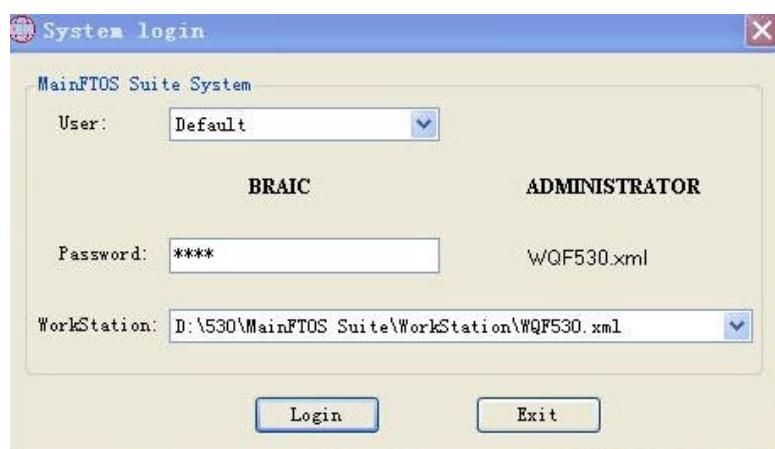 System login
MainFTOS Suite System
User: Default
BRAIC ADMINISTRATOR
Password: **** WQF530.xml
WorkStation: D:\530\MainFTOS Suite\WorkStation\WQF530.xml
Login Exit